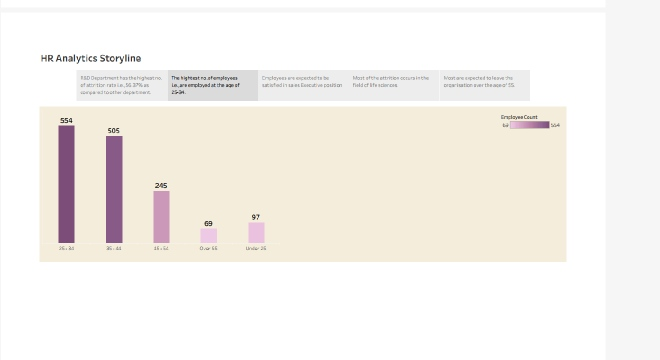 HR Analytics Storyline
R&D Department has the highest no.
of attrition rate i.e., 56.37% as
compared to other department.
The highest no. of employees
i.e., are employed at the age of
25-34.
Employees are expected to be
satisfied in sales Executive position
Most of the attrition occurs in the
field of life sciences.
Most are expected to leave the
organisation over the age of 55.
Employee Count
69 554
554
505
245
69
97
25 - 34
35 - 44
45 - 54
Over 55
Under 25